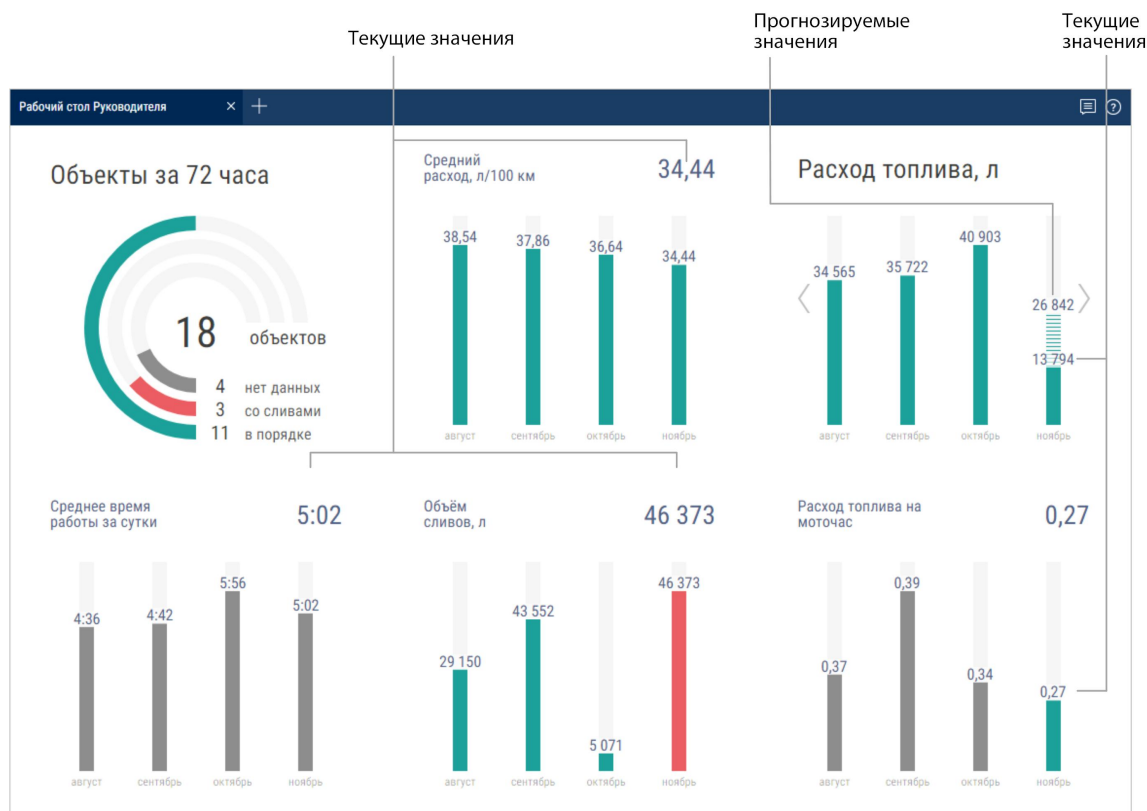 Текущие значения
Прогнозируемые
значения
Текущие
значения
Рабочий стол Руководителя
Объекты за 72 часа
18 объектов
4 нет данных
3 со сливами
11 в порядке
Средний
расход, л/100 км
34,44
38,54
37,86
36,64
34,44
август
сентябрь
октябрь
ноябрь
Расход топлива, л
34 565
35 722
40 903
26 842
13 794
август
сентябрь
октябрь
ноябрь
Среднее время
работы за сутки
5:02
4:36
4:42
5:56
5:02
август
сентябрь
октябрь
ноябрь
Объём
сливов, л
46 373
29 150
43 552
5 071
46 373
август
сентябрь
октябрь
ноябрь
Расход топлива на
моточас
0,27
0,37
0,39
0,34
0,27
август
сентябрь
октябрь
ноябрь